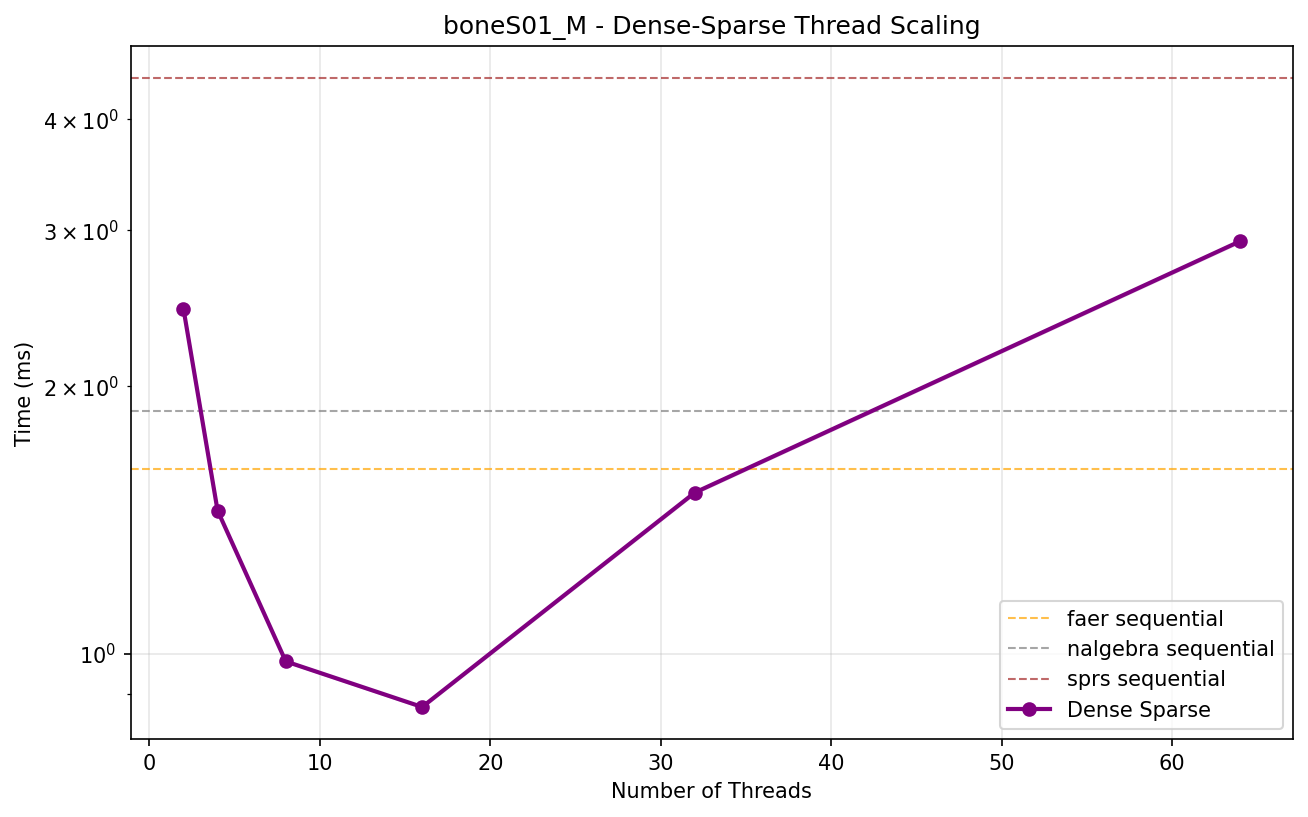 boneS01_M - Dense-Sparse Thread Scaling
Time (ms)
4 × 10⁰
3 × 10⁰
2 × 10⁰
10⁰
0 10 20 30 40 50 60
Number of Threads
faer sequential
nalgebra sequential
sprs sequential
Dense Sparse